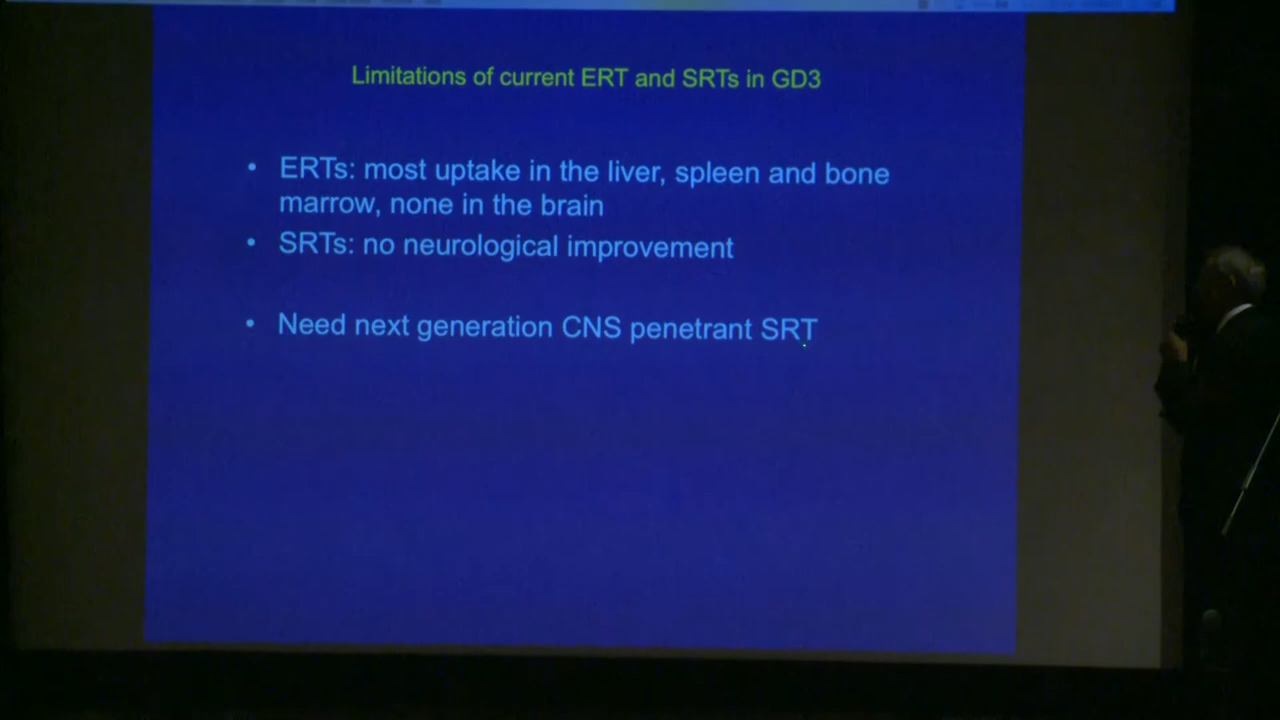 Limitations of current ERT and SRTs in GD3
• ERTs: most uptake in the liver, spleen and bone
marrow, none in the brain
• SRTs: no neurological improvement
• Need next generation CNS penetrant SRT